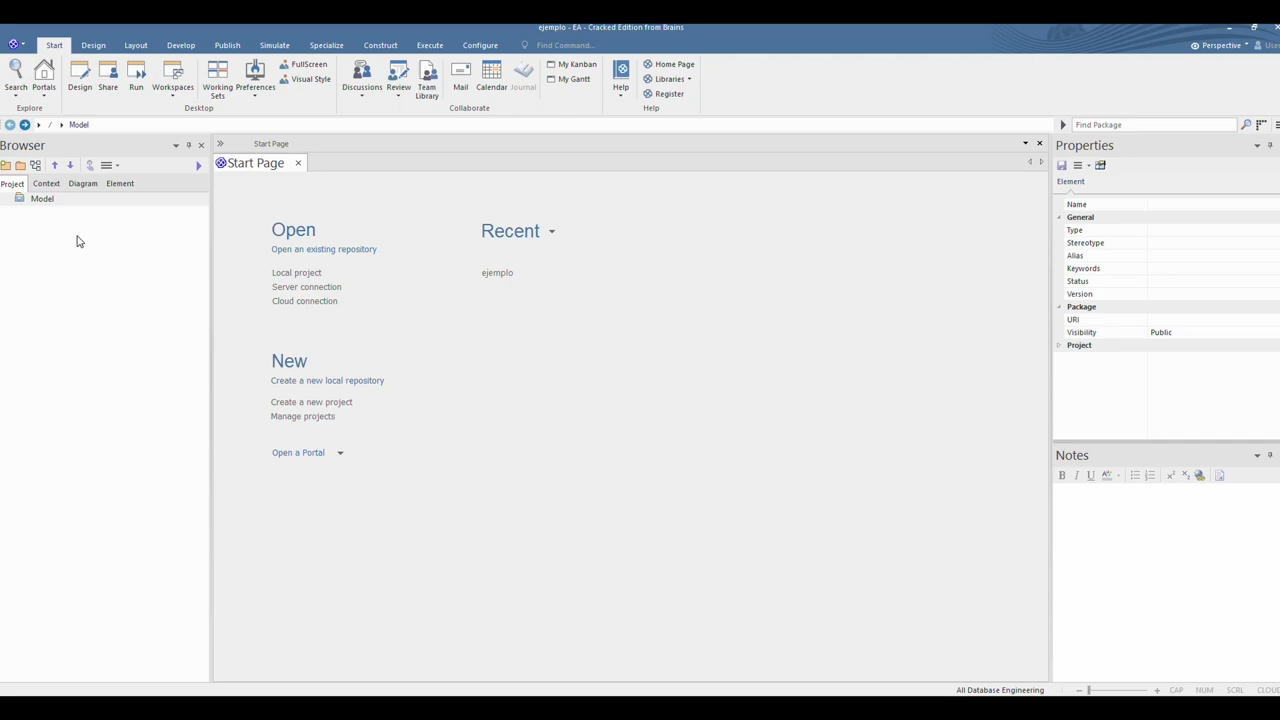 ejemplo - EA - Cracked Edition from Brains
Start Design Layout Develop Publish Simulate Specialize Construct Execute Configure Find Command... Perspective
Search Portals Design Share Run Workspaces Working Sets Preferences FullScreen Visual Style Discussions Review Team Library Mail Calendar Journal My Kanban My Gantt Help Home Page Libraries Register
Explore Desktop Collaborate Help
/ Model Find Package
Browser
Project Context Diagram Element
Model
Start Page
Start Page
Open
Open an existing repository
Local project
Server connection
Cloud connection
Recent
ejemplo
New
Create a new local repository
Create a new project
Manage projects
Open a Portal
Properties
Element
Name
General
Type
Stereotype
Alias
Keywords
Status
Version
Package
URI
Visibility Public
Project
Notes
B I U
All Database Engineering CAP NUM SCRL CLOUD